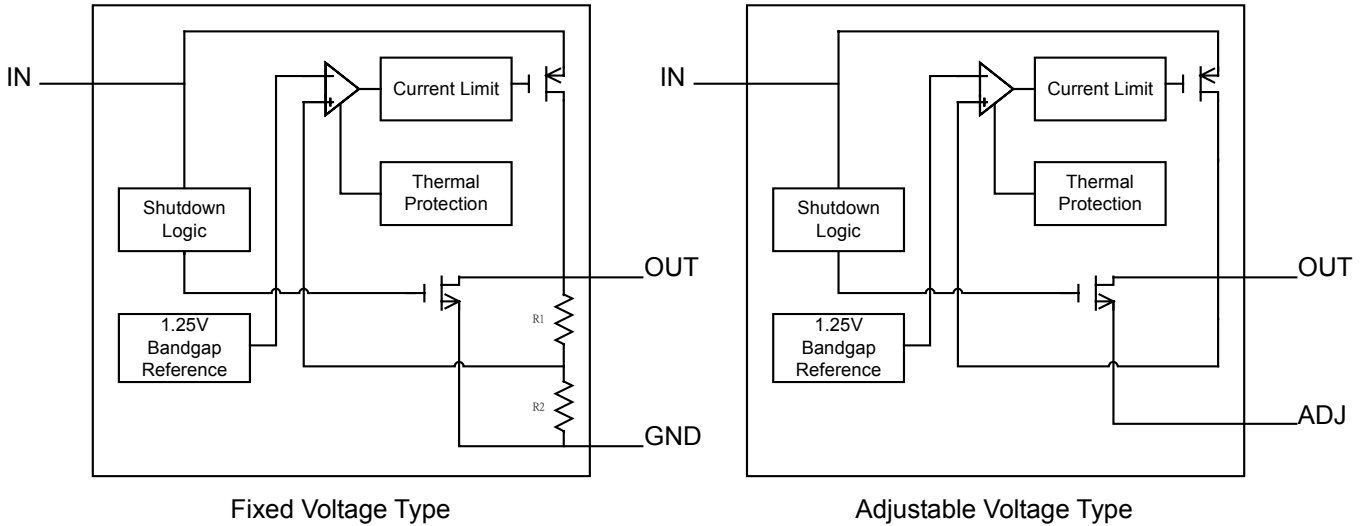 IN
Current Limit
Thermal
Protection
Shutdown
Logic
OUT
1.25V
Bandgap
Reference
R1
R2
GND
Fixed Voltage Type
IN
Current Limit
Thermal
Protection
Shutdown
Logic
OUT
1.25V
Bandgap
Reference
ADJ
Adjustable Voltage Type